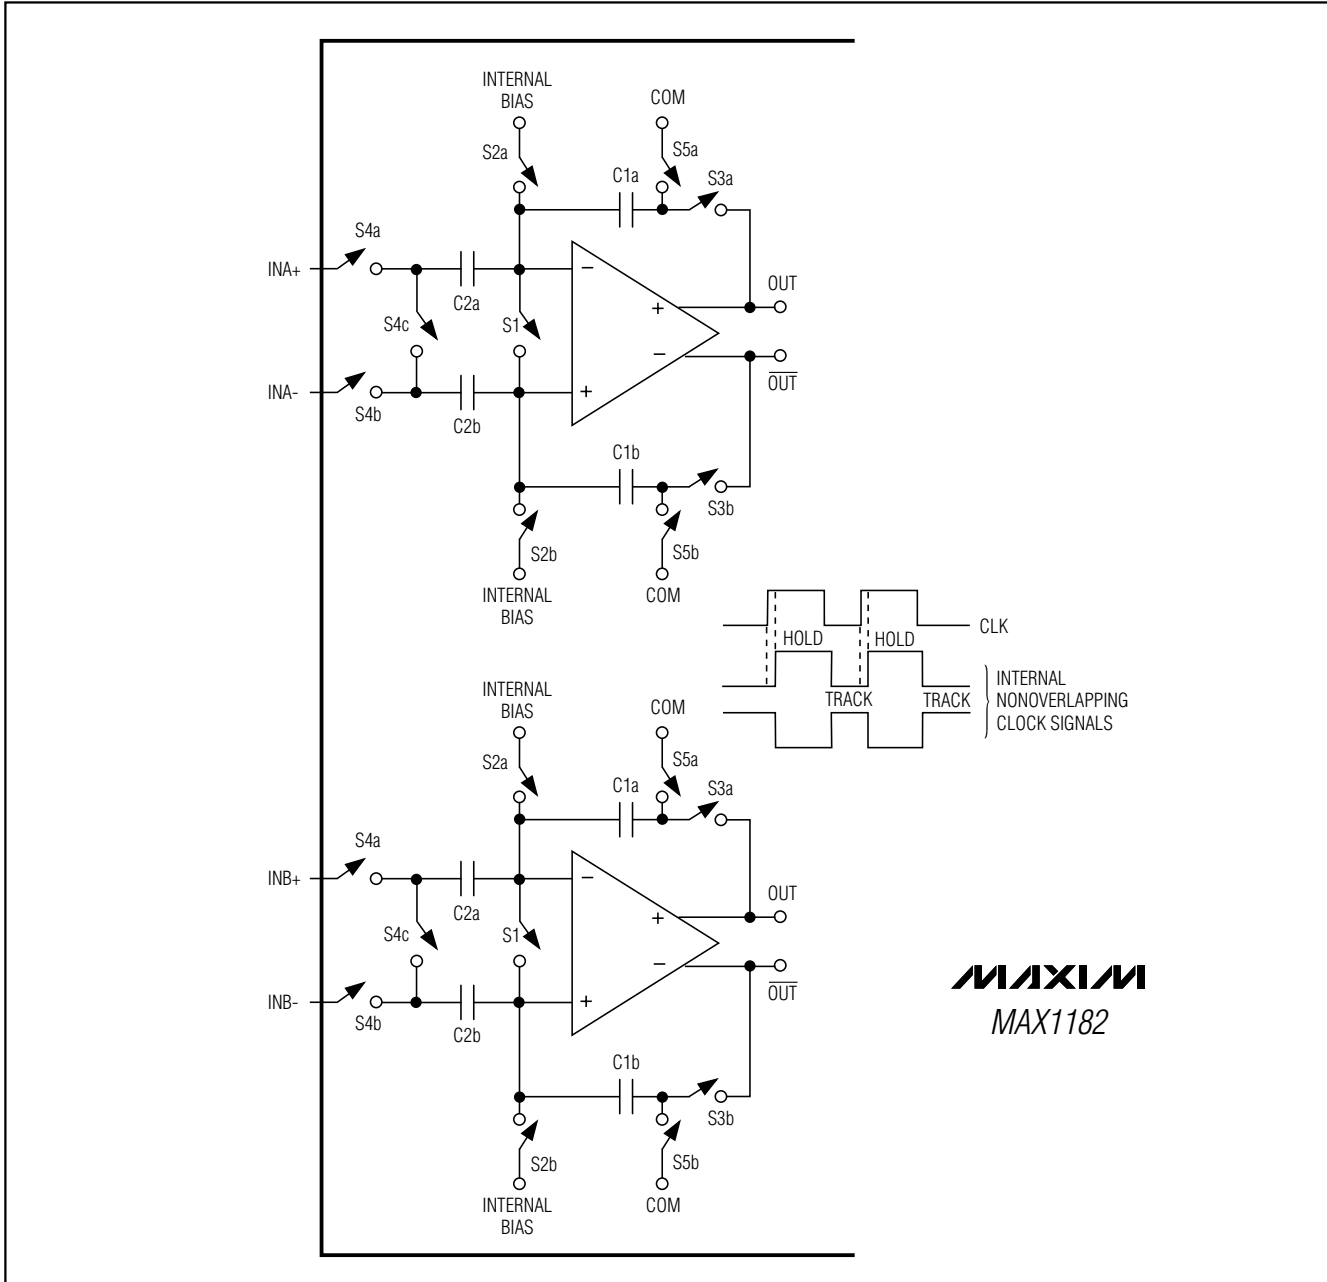 INTERNAL
BIAS
COM
S2a
S5a
C1a
S3a
S4a
INA+
−
C2a
OUT
+
S4c
S1
−
OUT
INA-
+
S4b
C2b
C1b
S3b
S2b
S5b
INTERNAL
BIAS
COM
CLK
HOLD
HOLD
TRACK
TRACK
INTERNAL
NONOVERLAPPING
CLOCK SIGNALS
INTERNAL
BIAS
COM
S2a
S5a
C1a
S3a
S4a
INB+
−
C2a
OUT
+
S4c
S1
−
OUT
INB-
+
S4b
C2b
MAXIM
MAX1182
C1b
S3b
S2b
S5b
INTERNAL
BIAS
COM